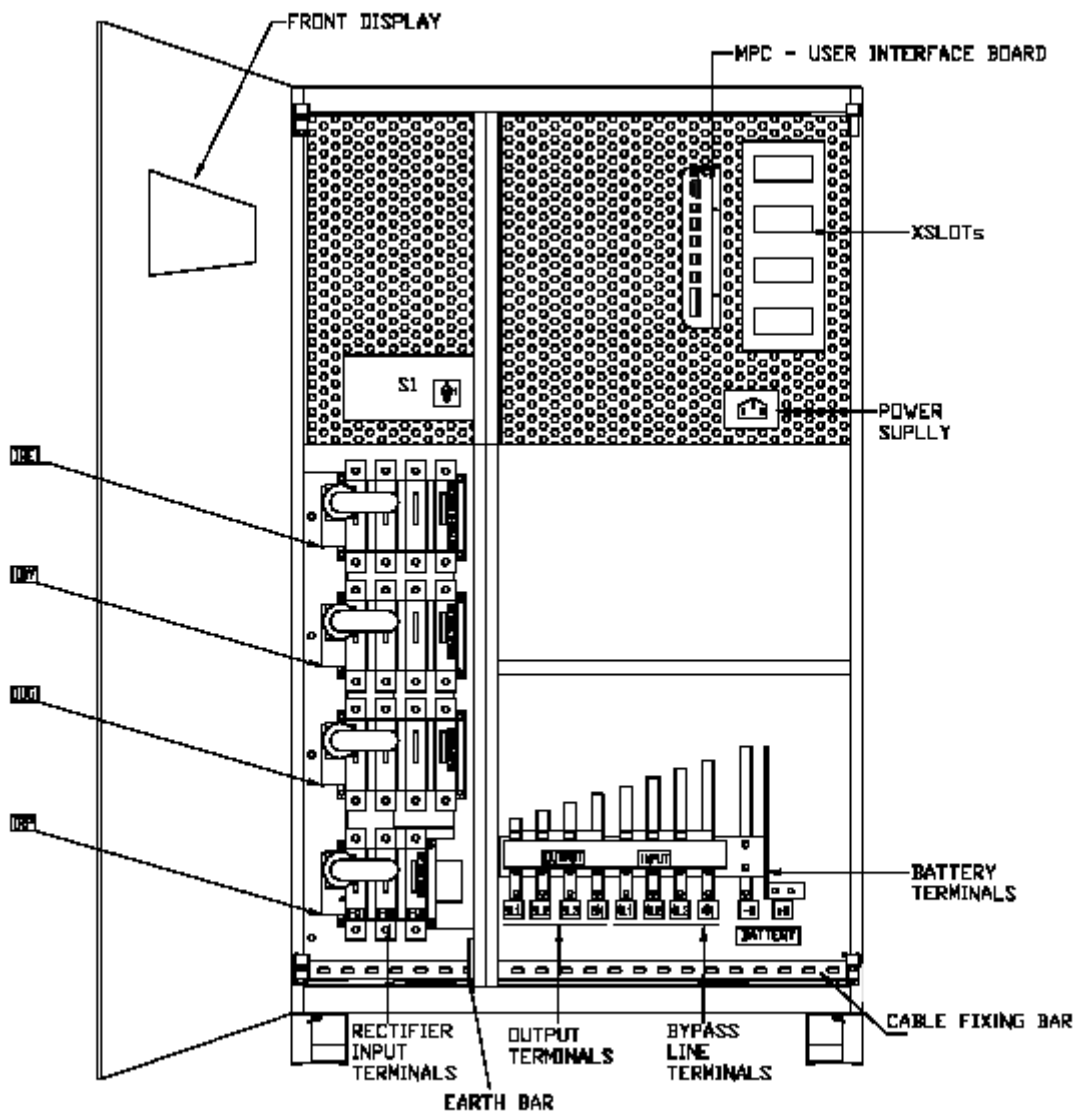 FRONT DISPLAY
MPC - USER INTERFACE BOARD
XSLOTs
S1
POWER
SUPLLY
OUTPUT
INPUT
BATTERY
TERMINALS
BATTERY
CABLE FIXING BAR
RECTIFIER
INPUT
TERMINALS
OUTPUT
TERMINALS
BYPASS
LINE
TERMINALS
EARTH BAR